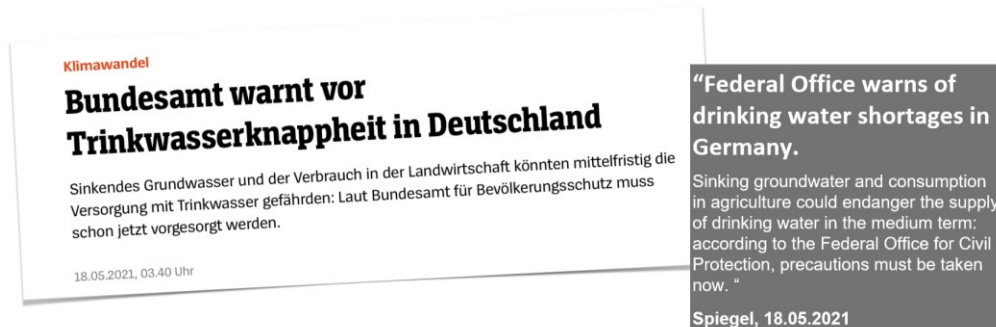 Klimawandel
Bundesamt warnt vor
Trinkwasserknappheit in Deutschland
Sinkendes Grundwasser und der Verbrauch in der Landwirtschaft könnten mittelfristig die
Versorgung mit Trinkwasser gefährden: Laut Bundesamt für Bevölkerungsschutz muss
schon jetzt vorgesorgt werden.
18.05.2021, 03.40 Uhr
“Federal Office warns of
drinking water shortages in
Germany.
Sinking groundwater and consumption
in agriculture could endanger the supply
of drinking water in the medium term:
according to the Federal Office for Civil
Protection, precautions must be taken
now. “
Spiegel, 18.05.2021